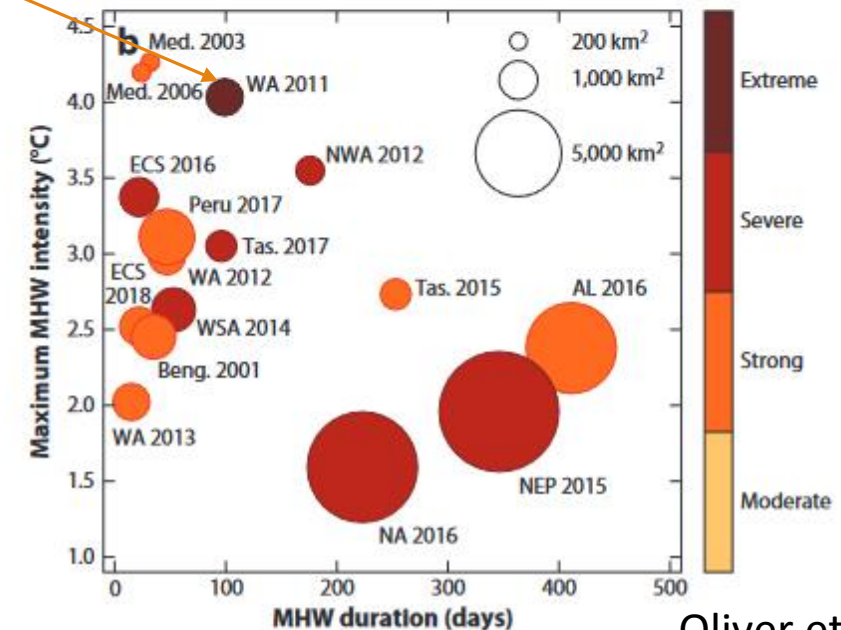 4.5
b
Med. 2003
Med. 2006
WA 2011
200 km²
1,000 km²
5,000 km²
Extreme
4.0
NWA 2012
3.5
ECS 2016
Peru 2017
Severe
3.0
Tas. 2017
WA 2012
ECS
2018
Tas. 2015
AL 2016
2.5
WSA 2014
Beng. 2001
Strong
2.0
WA 2013
NEP 2015
1.5
NA 2016
Moderate
1.0
Maximum MHW intensity (°C)
0 100 200 300 400 500
MHW duration (days)
Oliver et